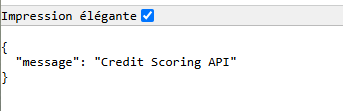 Impression élégante
{
  "message": "Credit Scoring API"
}